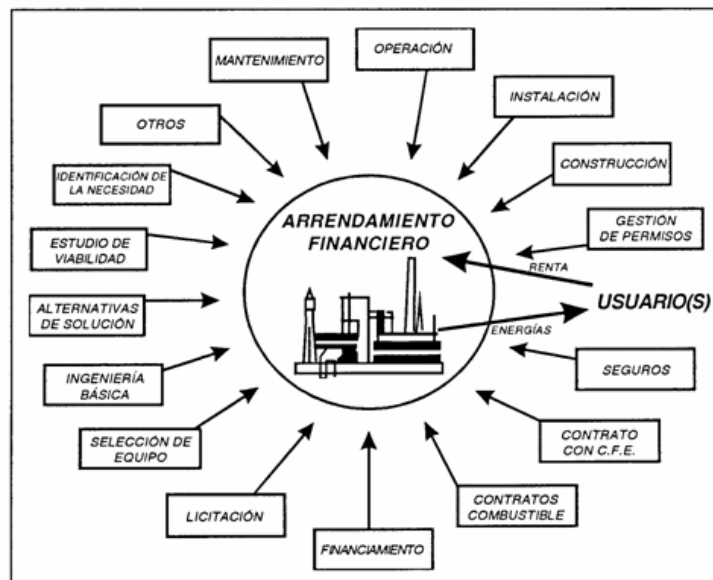 OPERACIÓN
MANTENIMIENTO
INSTALACIÓN
OTROS
CONSTRUCCIÓN
IDENTIFICACIÓN DE
LA NECESIDAD
ARRENDAMIENTO
FINANCIERO
GESTIÓN
DE PERMISOS
ESTUDIO DE
VIABILIDAD
RENTA
USUARIO(S)
ALTERNATIVAS
DE SOLUCIÓN
ENERGÍAS
INGENIERÍA
BÁSICA
SEGUROS
SELECCIÓN DE
EQUIPO
CONTRATO
CON C.F.E.
LICITACIÓN
CONTRATOS
COMBUSTIBLE
FINANCIAMIENTO